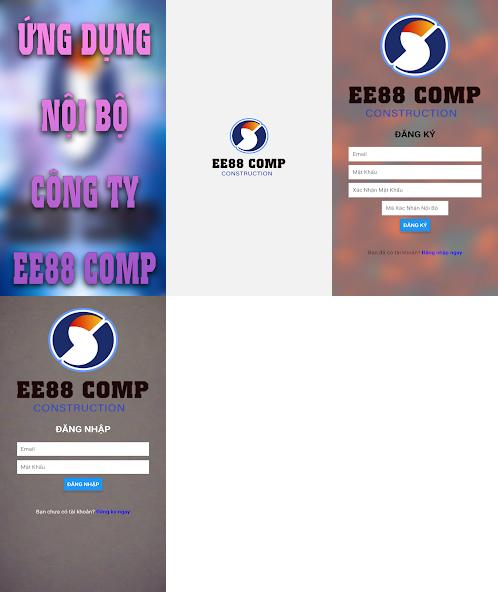 ỨNG DỤNG
NỘI BỘ
CÔNG TY
EE88 COMP
EE88 COMP
CONSTRUCTION
EE88 COMP
CONSTRUCTION
ĐĂNG KÝ
Email
Mật Khẩu
Xác Nhận Mật Khẩu
Mã Xác Nhận Nội Bộ
ĐĂNG KÝ
Bạn đã có tài khoản? Đăng nhập ngay
EE88 COMP
CONSTRUCTION
ĐĂNG NHẬP
Email
Mật Khẩu
ĐĂNG NHẬP
Bạn chưa có tài khoản? Đăng ký ngay